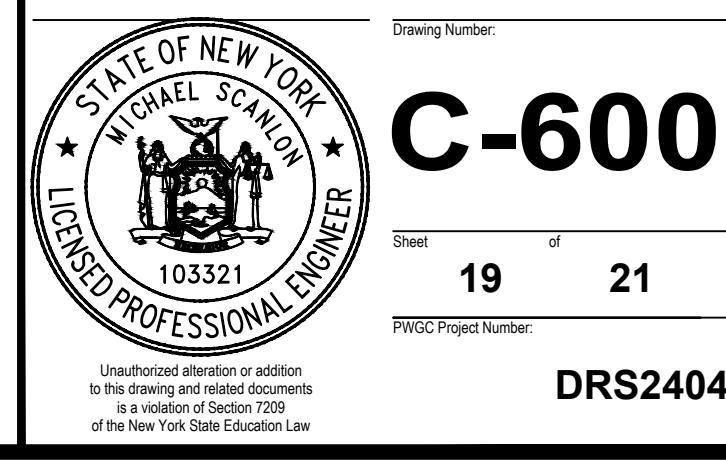 STATE OF NEW YORK
MICHAEL SCANLON
103321
LICENSED PROFESSIONAL ENGINEER
Unauthorized alteration or addition
to this drawing and related documents
is a violation of Section 7209
of the New York State Education Law
Drawing Number:
C-600
Sheet of
19 21
PWGC Project Number:
DRS2404